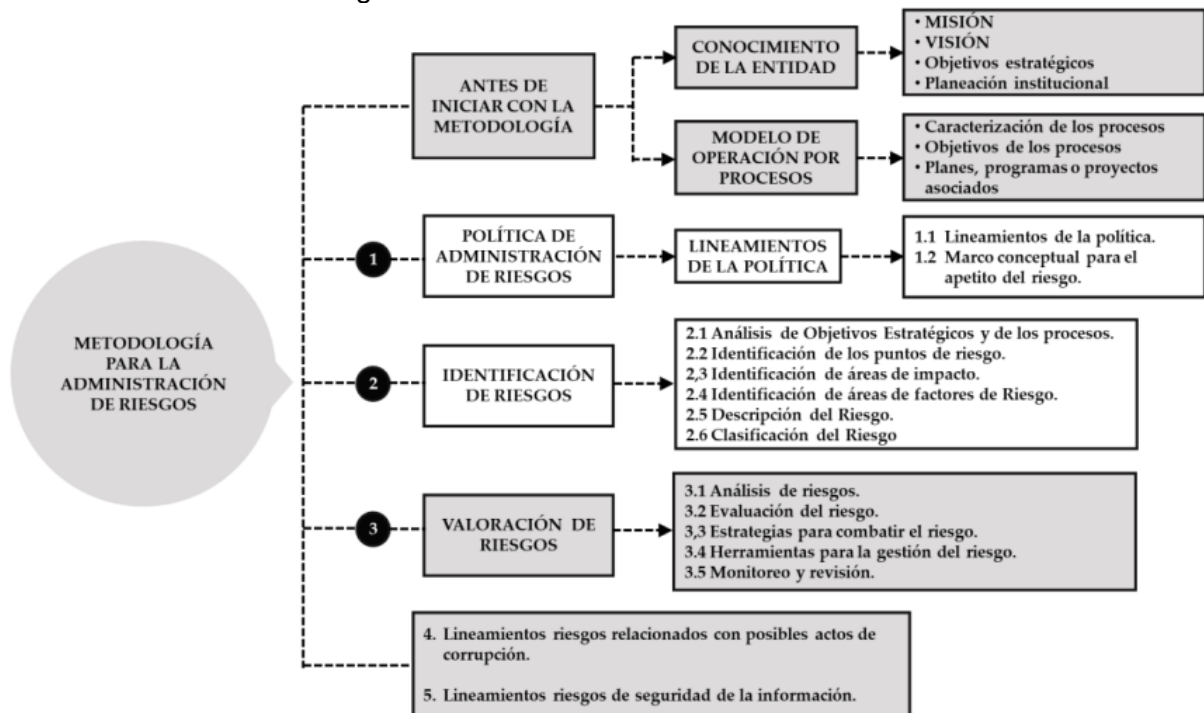 METODOLOGÍA
PARA LA
ADMINISTRACIÓN
DE RIESGOS
ANTES DE
INICIAR CON LA
METODOLOGÍA
CONOCIMIENTO
DE LA ENTIDAD
• MISIÓN
• VISIÓN
• Objetivos estratégicos
• Planeación institucional
MODELO DE
OPERACIÓN POR
PROCESOS
• Caracterización de los procesos
• Objetivos de los procesos
• Planes, programas o proyectos
asociados
1
POLÍTICA DE
ADMINISTRACIÓN
DE RIESGOS
LINEAMIENTOS
DE LA POLÍTICA
1.1 Lineamientos de la política.
1.2 Marco conceptual para el
apetito del riesgo.
2
IDENTIFICACIÓN
DE RIESGOS
2.1 Análisis de Objetivos Estratégicos y de los procesos.
2.2 Identificación de los puntos de riesgo.
2,3 Identificación de áreas de impacto.
2.4 Identificación de áreas de factores de Riesgo.
2.5 Descripción del Riesgo.
2.6 Clasificación del Riesgo
3
VALORACIÓN DE
RIESGOS
3.1 Análisis de riesgos.
3.2 Evaluación del riesgo.
3,3 Estrategias para combatir el riesgo.
3.4 Herramientas para la gestión del riesgo.
3.5 Monitoreo y revisión.
4. Lineamientos riesgos relacionados con posibles actos de
corrupción.
5. Lineamientos riesgos de seguridad de la información.